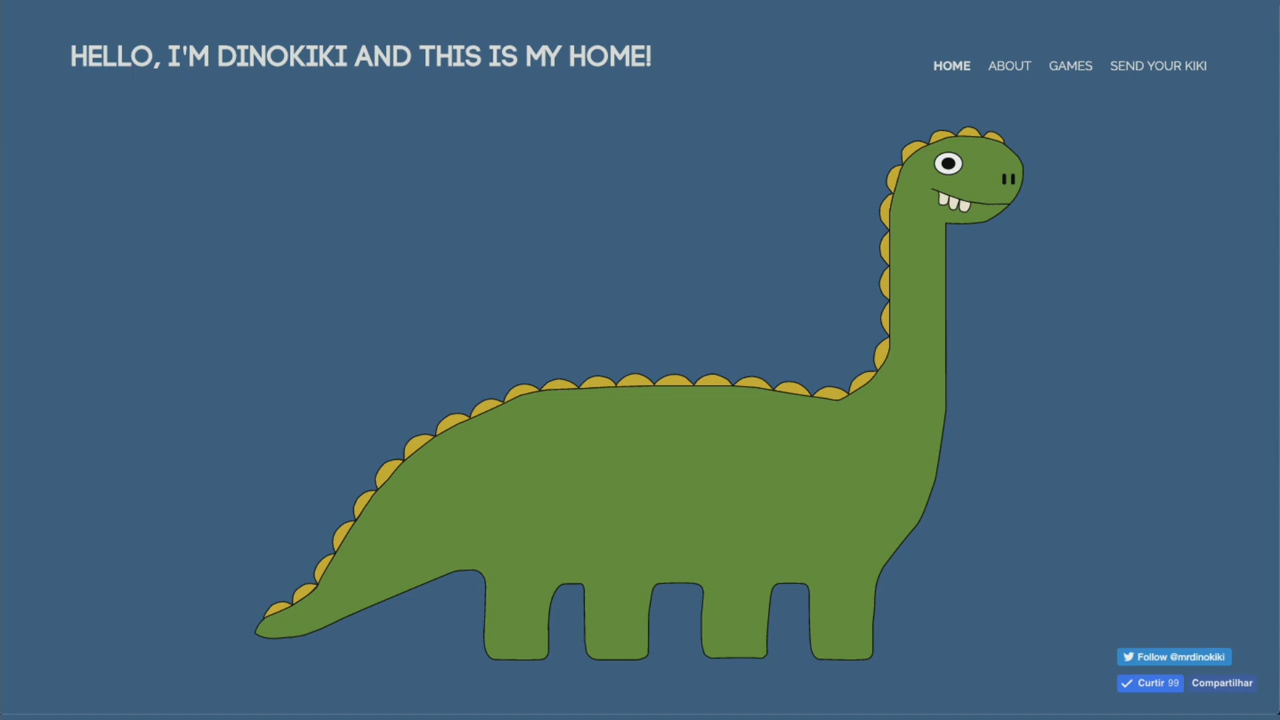 HELLO, I'M DINOKIKI AND THIS IS MY HOME!
HOME ABOUT GAMES SEND YOUR KIKI
Follow @mrdinokiki
Curtir 99 Compartilhar